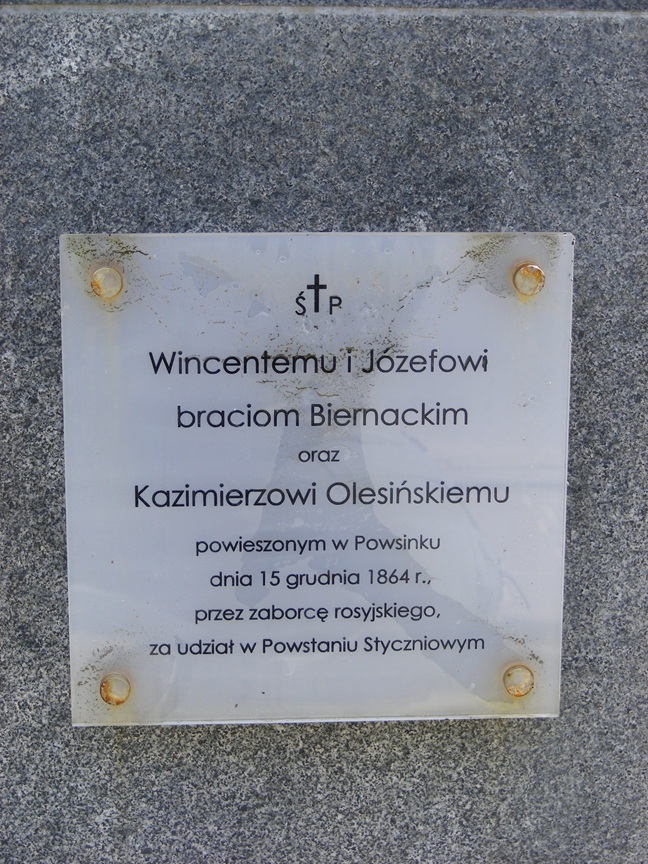 Ś†P
Wincentemu i Józefowi
braciom Biernackim
oraz
Kazimierzowi Olesińskiemu
powieszonym w Powsinku
dnia 15 grudnia 1864 r.,
przez zaborcę rosyjskiego,
za udział w Powstaniu Styczniowym